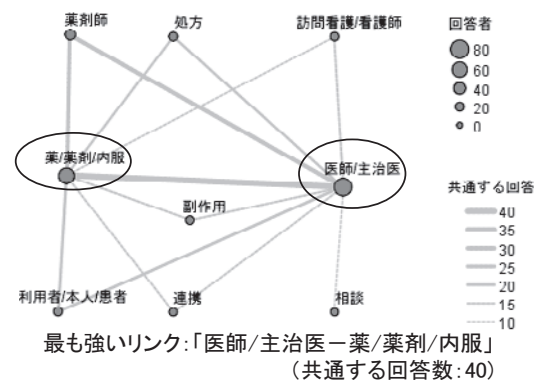 薬剤師
処方
訪問看護/看護師
回答者
80
60
40
20
0
薬/薬剤/内服
医師/主治医
副作用
共通する回答
40
35
30
25
20
15
10
利用者/本人/患者
連携
相談
最も強いリンク:「医師/主治医－薬/薬剤/内服」
(共通する回答数:40)